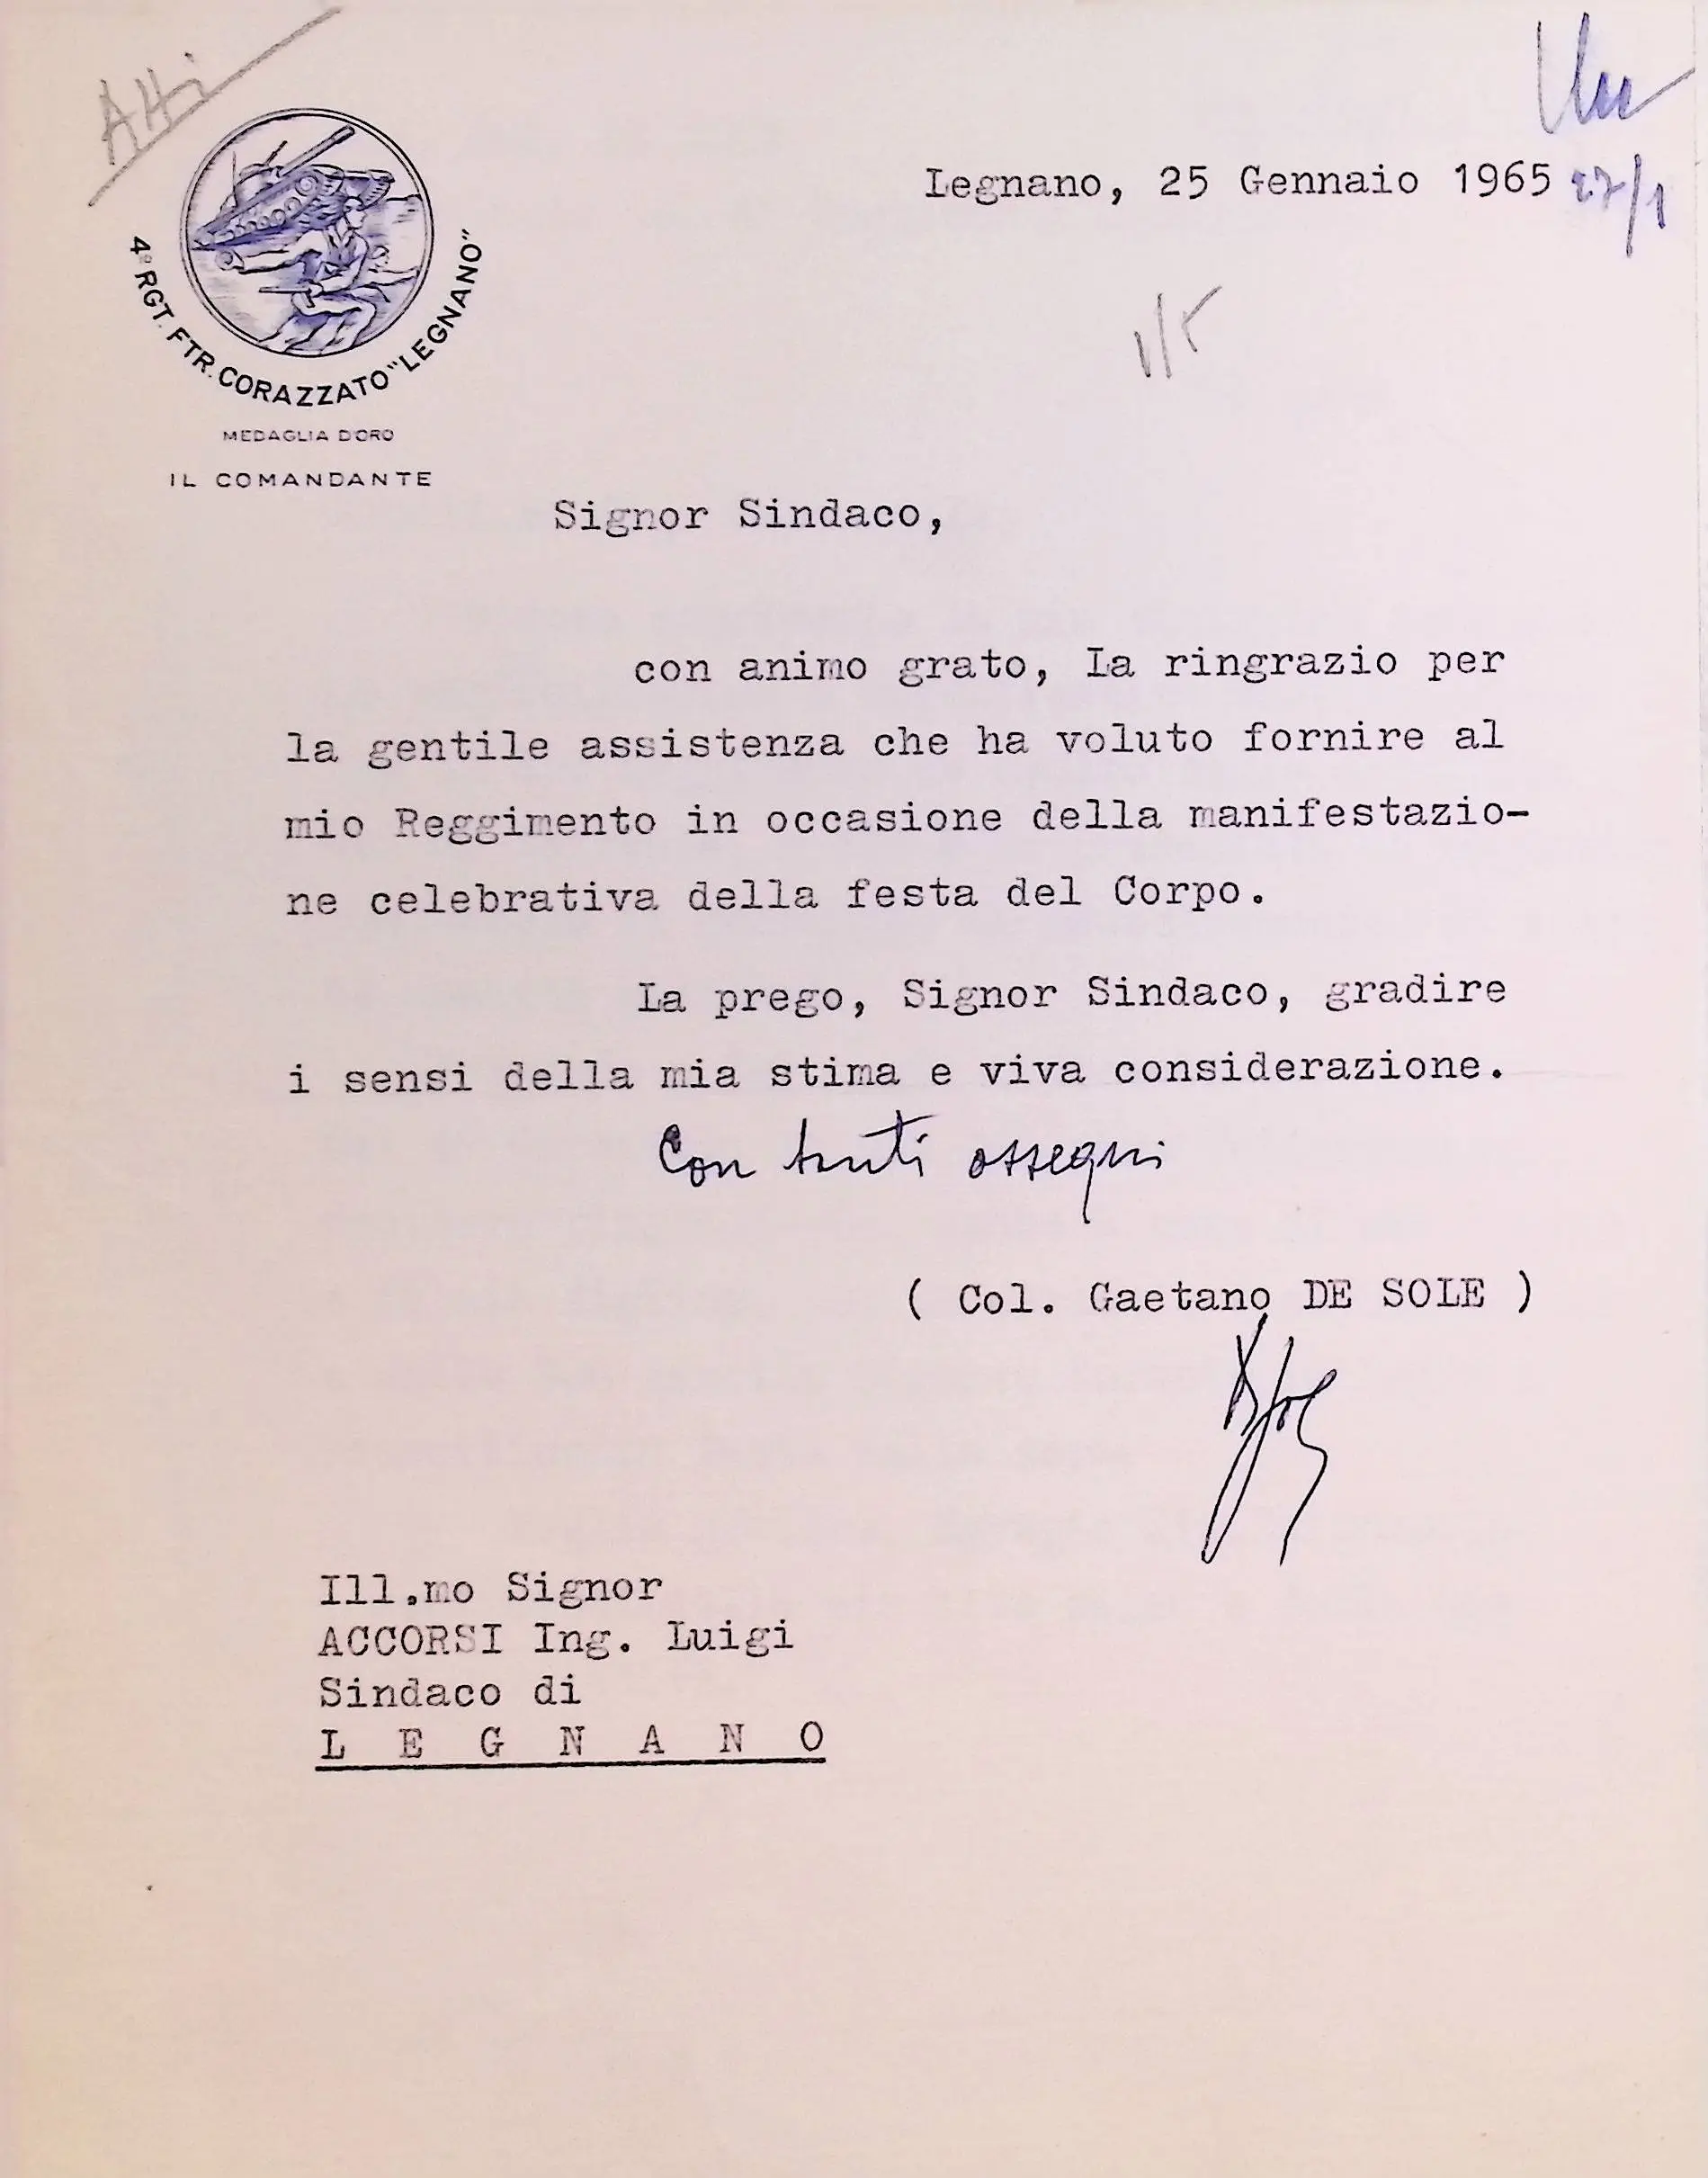 Atti
27/1
Legnano, 25 Gennaio 1965
4º RGT. FTR. CORAZZATO "LEGNANO"
MEDAGLIA D'ORO
IL COMANDANTE
Signor Sindaco,
con animo grato, La ringrazio per
la gentile assistenza che ha voluto fornire al
mio Reggimento in occasione della manifestazio-
ne celebrativa della festa del Corpo.
La prego, Signor Sindaco, gradire
i sensi della mia stima e viva considerazione.
Con tanti ossequi
( Col. Gaetano DE SOLE )
Ill.mo Signor
ACCORSI Ing. Luigi
Sindaco di
L E G N A N O